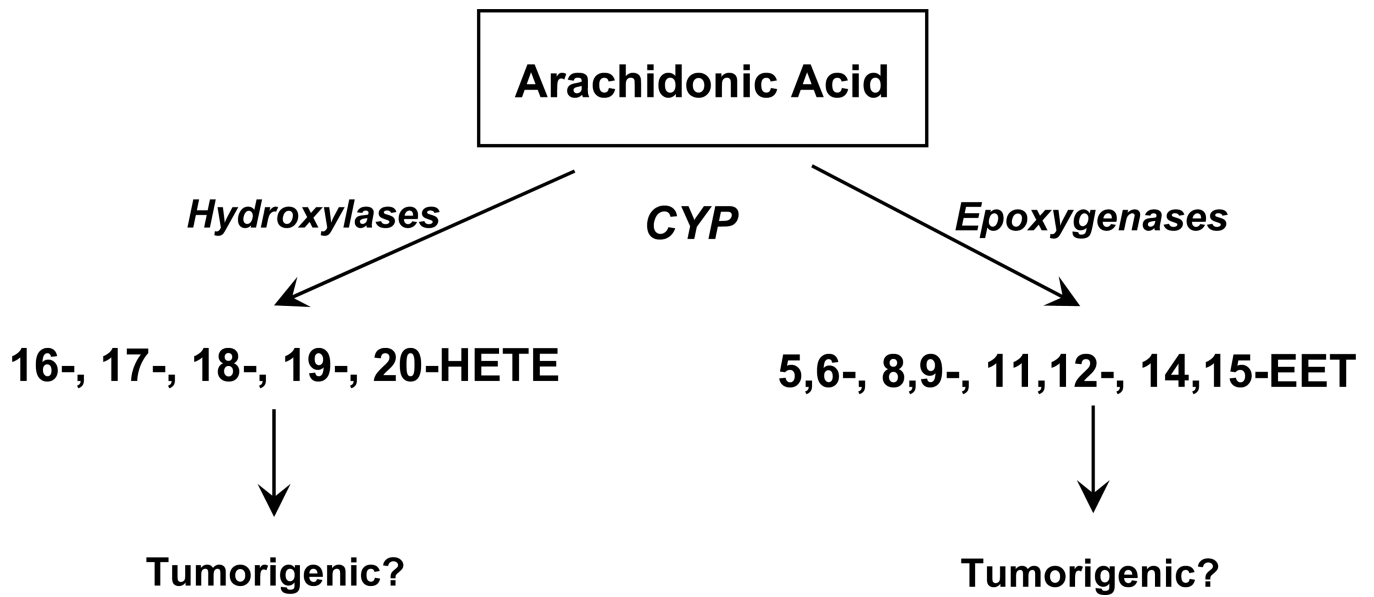 Arachidonic Acid
Hydroxylases
CYP
Epoxygenases
16-, 17-, 18-, 19-, 20-HETE
5,6-, 8,9-, 11,12-, 14,15-EET
Tumorigenic?
Tumorigenic?